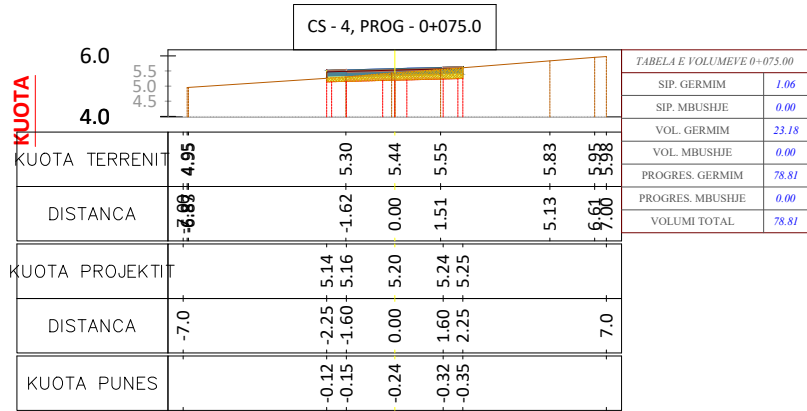 CS - 4, PROG - 0+075.0
KUOTA
6.0
5.5
5.0
4.5
4.0
KUOTA TERRENIT 4.95 5.30 5.44 5.55 5.83 5.93 5.98
DISTANCA -7.00 -6.83 -1.62 0.00 1.51 5.13 6.61 7.00
KUOTA PROJEKTIT 5.14 5.16 5.20 5.24 5.25
DISTANCA -7.0 -2.25 -1.60 0.00 1.60 2.25 7.0
KUOTA PUNES -0.12 -0.15 -0.24 -0.32 -0.35
TABELA E VOLUMEVE 0+075.00
SIP. GERMIM 1.06
SIP. MBUSHJE 0.00
VOL. GERMIM 23.18
VOL. MBUSHJE 0.00
PROGRES. GERMIM 78.81
PROGRES. MBUSHJE 0.00
VOLUMI TOTAL 78.81